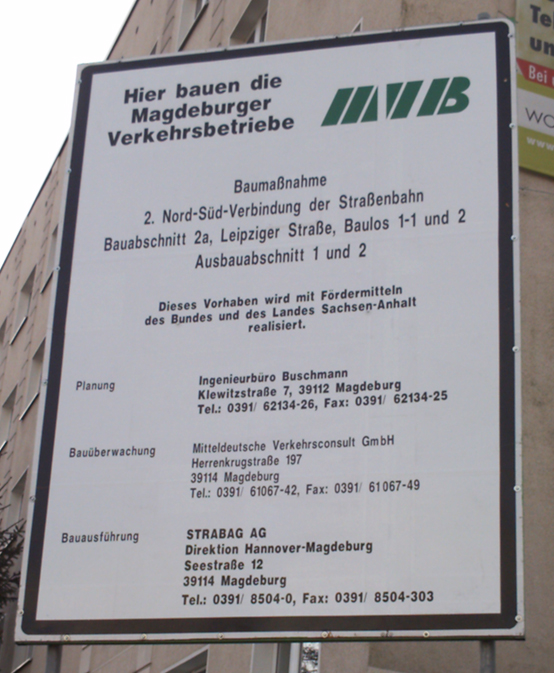 Hier bauen die
Magdeburger
Verkehrsbetriebe
MVB
Baumaßnahme
2. Nord-Süd-Verbindung der Straßenbahn
Bauabschnitt 2a, Leipziger Straße, Baulos 1-1 und 2
Ausbauabschnitt 1 und 2
Dieses Vorhaben wird mit Fördermitteln
des Bundes und des Landes Sachsen-Anhalt
realisiert.
Planung
Ingenieurbüro Buschmann
Klewitzstraße 7, 39112 Magdeburg
Tel.: 0391/ 62134-26, Fax: 0391/ 62134-25
Bauüberwachung
Mitteldeutsche Verkehrsconsult GmbH
Herrenkrugstraße 197
39114 Magdeburg
Tel.: 0391/ 61067-42, Fax: 0391/ 61067-49
Bauausführung
STRABAG AG
Direktion Hannover-Magdeburg
Seestraße 12
39114 Magdeburg
Tel.: 0391/ 8504-0, Fax: 0391/ 8504-303
Bei